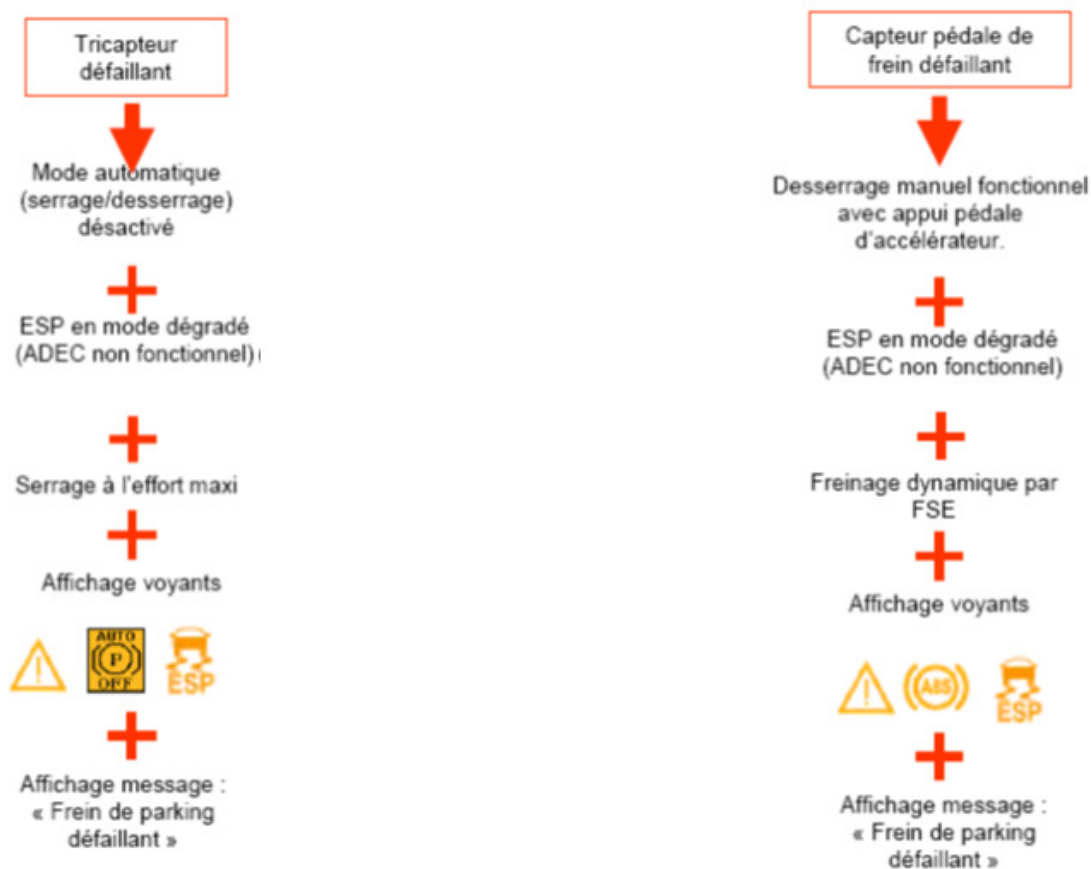 Tricapteur
défaillant
Mode automatique
(serrage/desserrage)
désactivé
ESP en mode dégradé
(ADEC non fonctionnel)
Serrage à l'effort maxi
Affichage voyants
AUTO
(P)
OFF
ESP
Affichage message :
« Frein de parking
défaillant »
Capteur pédale de
frein défaillant
Desserrage manuel fonctionnel
avec appui pédale
d'accélérateur.
ESP en mode dégradé
(ADEC non fonctionnel)
Freinage dynamique par
FSE
Affichage voyants
ABS
ESP
Affichage message :
« Frein de parking
défaillant »